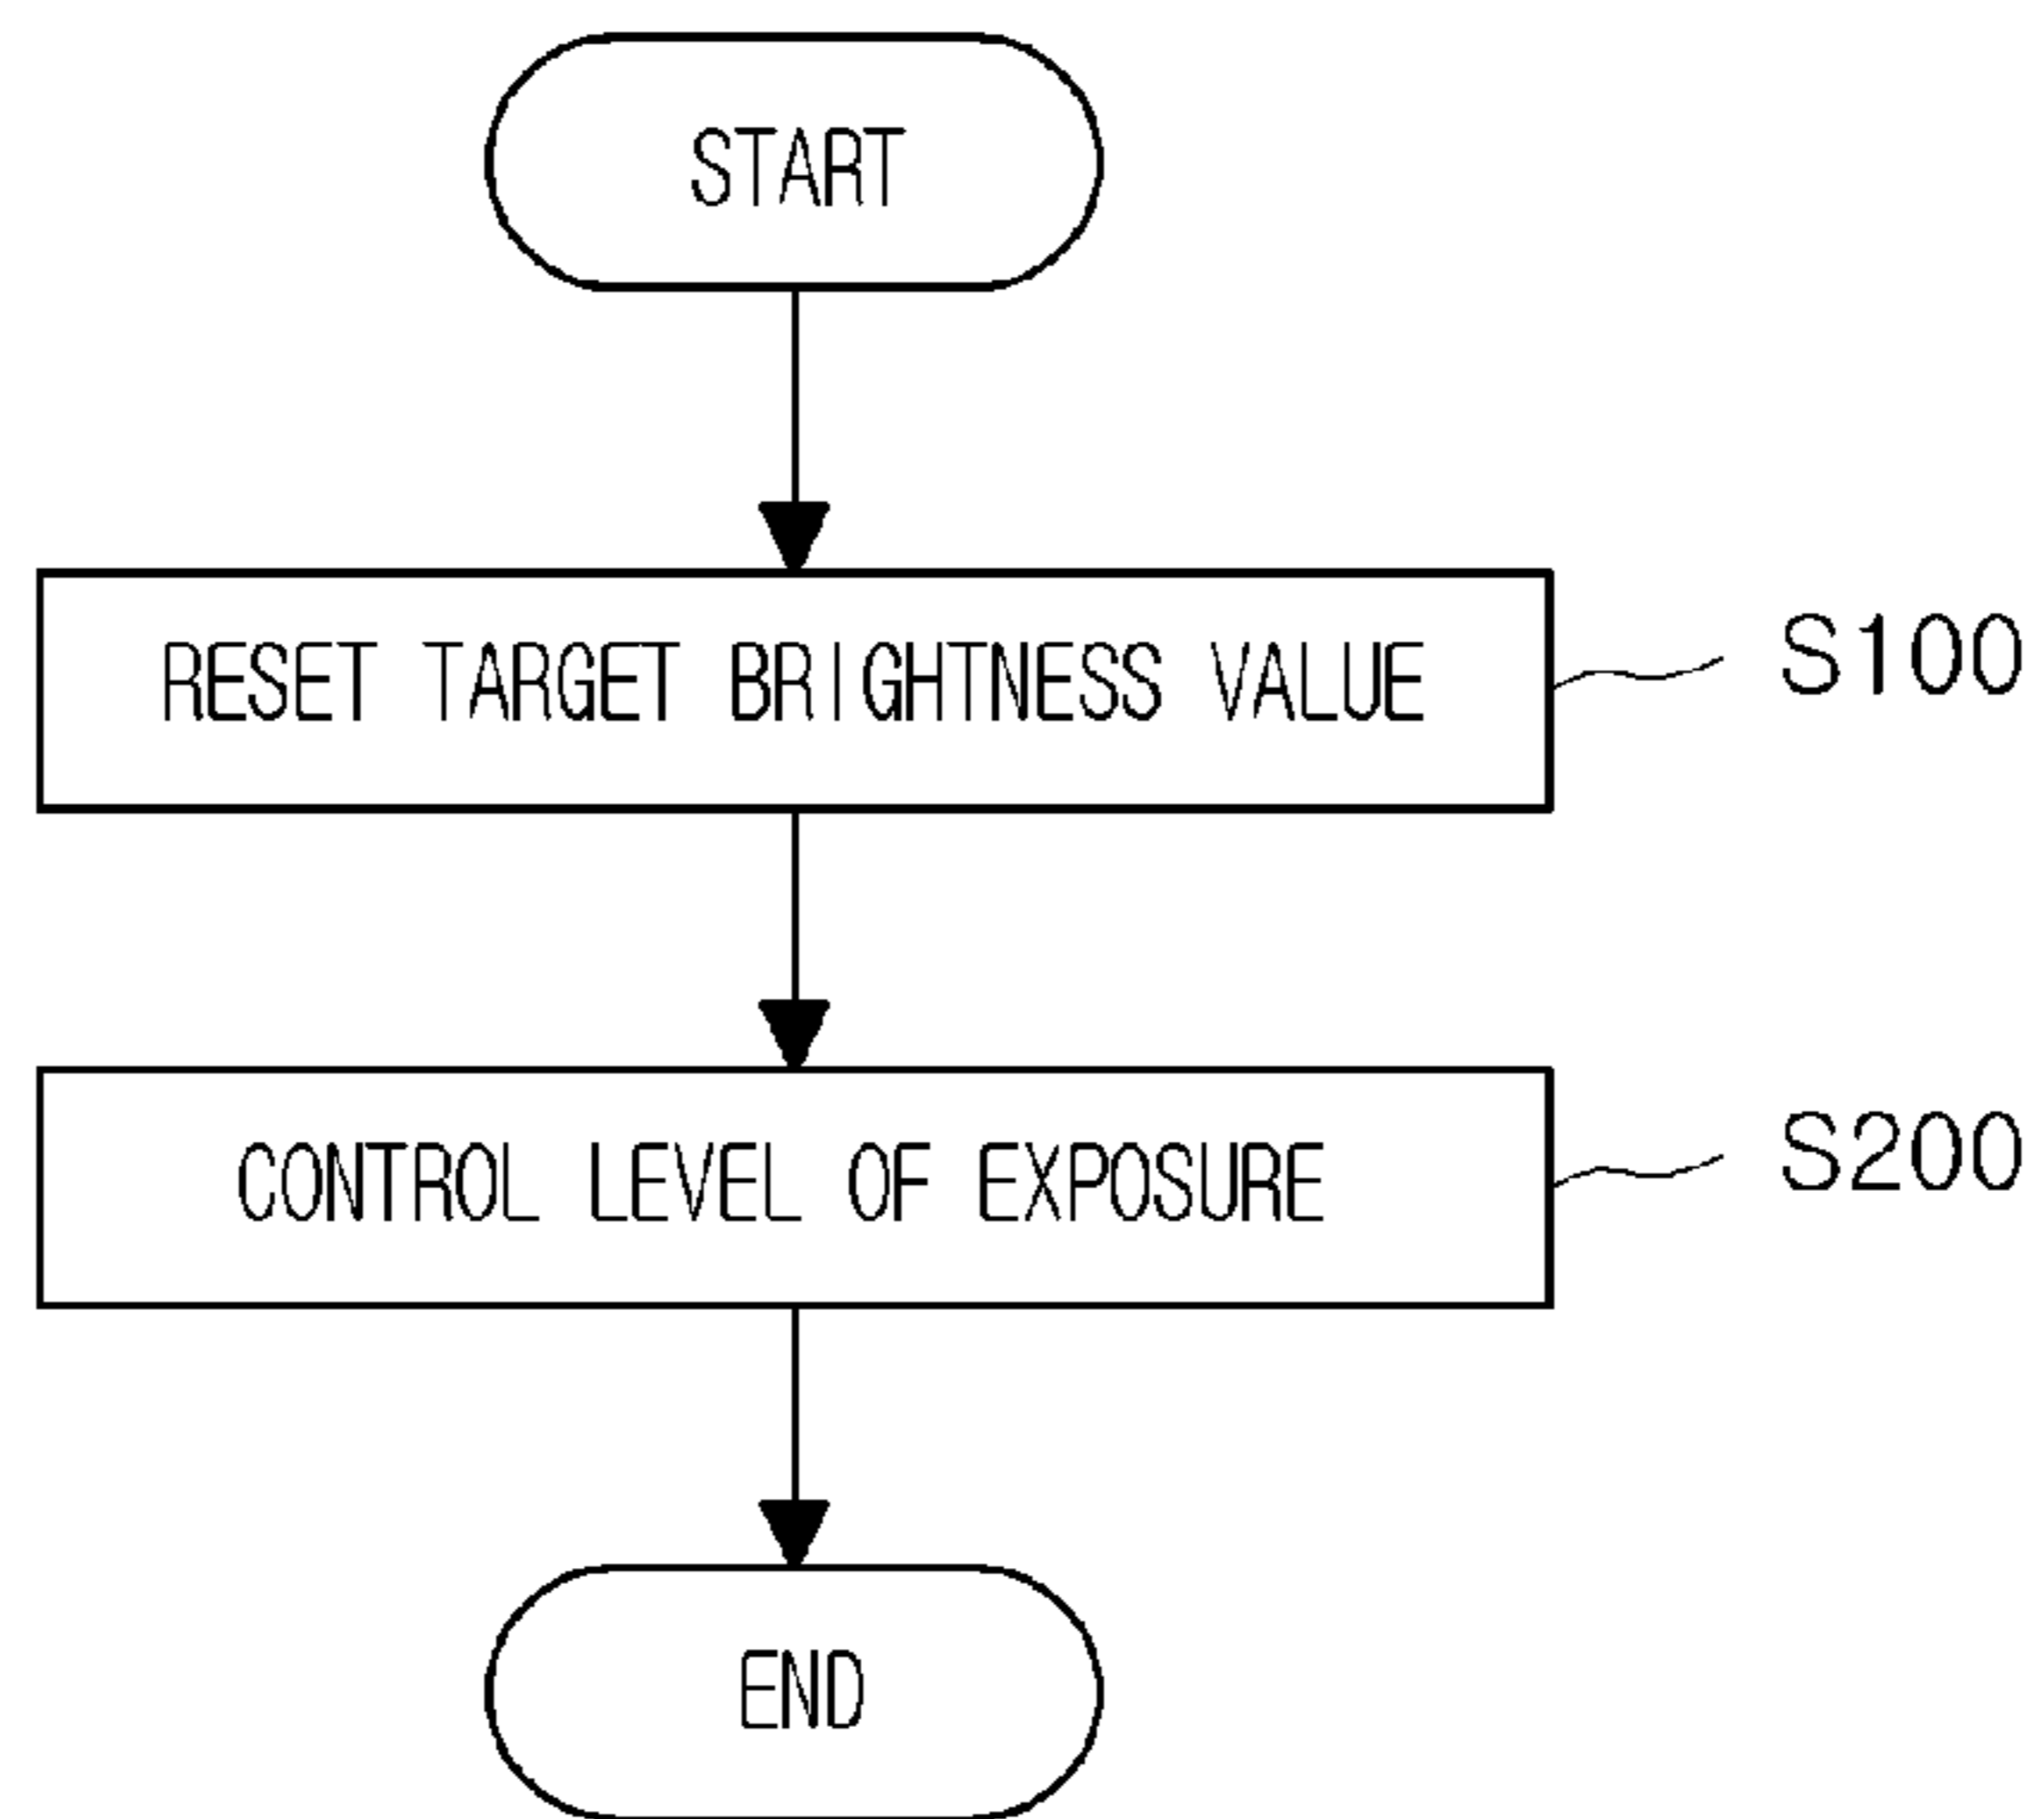 START
RESET TARGET BRIGHTNESS VALUE
S100
CONTROL LEVEL OF EXPOSURE
S200
END